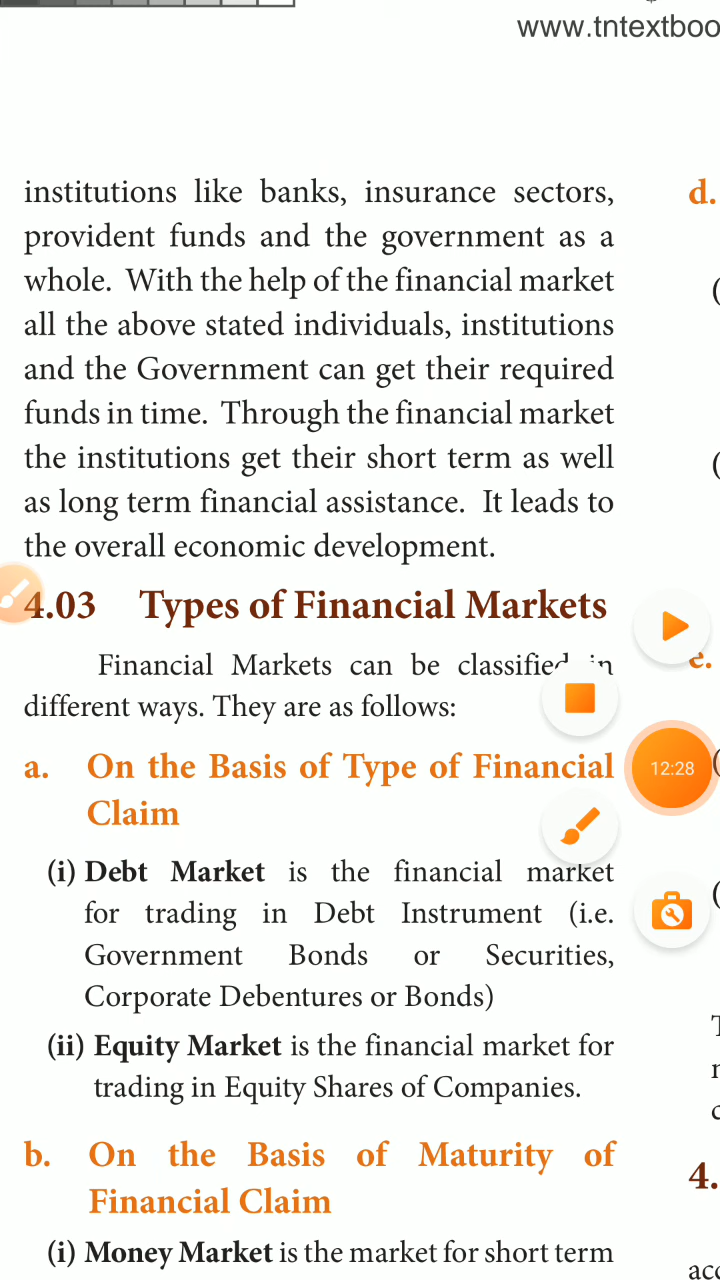 www.tntextboo
institutions like banks, insurance sectors,
provident funds and the government as a
whole. With the help of the financial market
all the above stated individuals, institutions
and the Government can get their required
funds in time. Through the financial market
the institutions get their short term as well
as long term financial assistance. It leads to
the overall economic development.
4.03 Types of Financial Markets
Financial Markets can be classified in
different ways. They are as follows:
a. On the Basis of Type of Financial
Claim
(i) Debt Market is the financial market
for trading in Debt Instrument (i.e.
Government Bonds or Securities,
Corporate Debentures or Bonds)
(ii) Equity Market is the financial market for
trading in Equity Shares of Companies.
b. On the Basis of Maturity of
Financial Claim
(i) Money Market is the market for short term
d.
(
(
e.
12:28
(
(
4.